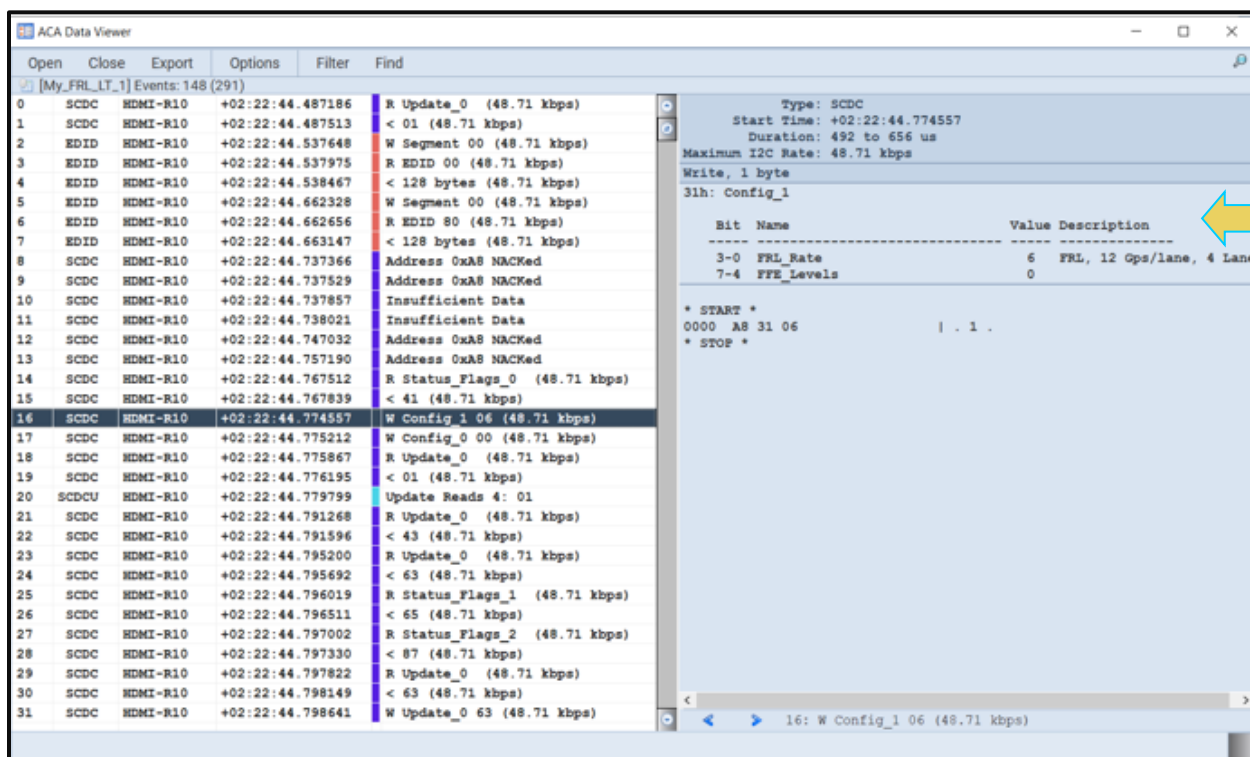 ACA Data Viewer
Open Close Export Options Filter Find
[My_FRL_LT_1] Events: 148 (291)
0 SCDC HDMI-R10 +02:22:44.487186 R Update_0 (48.71 kbps)
1 SCDC HDMI-R10 +02:22:44.487513 < 01 (48.71 kbps)
2 EDID HDMI-R10 +02:22:44.537648 W Segment 00 (48.71 kbps)
3 EDID HDMI-R10 +02:22:44.537975 R EDID 00 (48.71 kbps)
4 EDID HDMI-R10 +02:22:44.538467 < 128 bytes (48.71 kbps)
5 EDID HDMI-R10 +02:22:44.662328 W Segment 00 (48.71 kbps)
6 EDID HDMI-R10 +02:22:44.662656 R EDID 80 (48.71 kbps)
7 EDID HDMI-R10 +02:22:44.663147 < 128 bytes (48.71 kbps)
8 SCDC HDMI-R10 +02:22:44.737366 Address 0xA8 NACKed
9 SCDC HDMI-R10 +02:22:44.737529 Address 0xA8 NACKed
10 SCDC HDMI-R10 +02:22:44.737857 Insufficient Data
11 SCDC HDMI-R10 +02:22:44.738021 Insufficient Data
12 SCDC HDMI-R10 +02:22:44.747032 Address 0xA8 NACKed
13 SCDC HDMI-R10 +02:22:44.757190 Address 0xA8 NACKed
14 SCDC HDMI-R10 +02:22:44.767512 R Status_Flags_0 (48.71 kbps)
15 SCDC HDMI-R10 +02:22:44.767839 < 41 (48.71 kbps)
16 SCDC HDMI-R10 +02:22:44.774557 W Config_1 06 (48.71 kbps)
17 SCDC HDMI-R10 +02:22:44.775212 W Config_0 00 (48.71 kbps)
18 SCDC HDMI-R10 +02:22:44.775867 R Update_0 (48.71 kbps)
19 SCDC HDMI-R10 +02:22:44.776195 < 01 (48.71 kbps)
20 SCDCU HDMI-R10 +02:22:44.779799 Update Reads 4: 01
21 SCDC HDMI-R10 +02:22:44.791268 R Update_0 (48.71 kbps)
22 SCDC HDMI-R10 +02:22:44.791596 < 43 (48.71 kbps)
23 SCDC HDMI-R10 +02:22:44.795200 R Update_0 (48.71 kbps)
24 SCDC HDMI-R10 +02:22:44.795692 < 63 (48.71 kbps)
25 SCDC HDMI-R10 +02:22:44.796019 R Status_Flags_1 (48.71 kbps)
26 SCDC HDMI-R10 +02:22:44.796511 < 65 (48.71 kbps)
27 SCDC HDMI-R10 +02:22:44.797002 R Status_Flags_2 (48.71 kbps)
28 SCDC HDMI-R10 +02:22:44.797330 < 87 (48.71 kbps)
29 SCDC HDMI-R10 +02:22:44.797822 R Update_0 (48.71 kbps)
30 SCDC HDMI-R10 +02:22:44.798149 < 63 (48.71 kbps)
31 SCDC HDMI-R10 +02:22:44.798641 W Update_0 63 (48.71 kbps)
Type: SCDC
Start Time: +02:22:44.774557
Duration: 492 to 656 us
Maximum I2C Rate: 48.71 kbps
Write, 1 byte
31h: Config_1
Bit Name Value Description
----- ------------------------------ ----- --------------
3-0 FRL_Rate 6 FRL, 12 Gps/lane, 4 Lane
7-4 FFE_Levels 0
* START *
0000 A8 31 06 | . 1 .
* STOP *
16: W Config_1 06 (48.71 kbps)